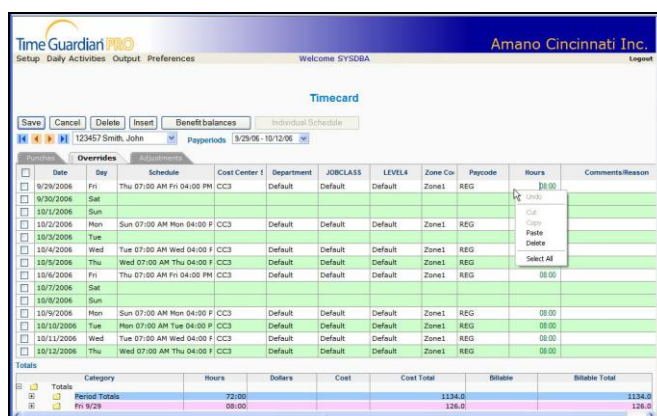 Time Guardian PRO
Amano Cincinnati Inc.
Setup Daily Activities Output Preferences Welcome SYSDBA Logout
Timecard
Save Cancel Delete Insert Benefit balances Individual Schedule
123457 Smith, John Payperiods 9/29/06 - 10/12/06
Punches Overrides Adjustments
Date Day Schedule Cost Center Department JOBCLASS LEVEL4 Zone Co Paycode Hours Comments/Reason
9/29/2006 Fri Thu 07:00 AM Fri 04:00 PM CC3 Default Default Default Zone1 REG 08:00
9/30/2006 Sat
10/1/2006 Sun
10/2/2006 Mon Sun 07:00 AM Mon 04:00 P CC3 Default Default Default Zone1 REG
10/3/2006 Tue
10/4/2006 Wed Tue 07:00 AM Wed 04:00 F CC3 Default Default Default Zone1 REG
10/5/2006 Thu Wed 07:00 AM Thu 04:00 F CC3 Default Default Default Zone1 REG
10/6/2006 Fri Thu 07:00 AM Fri 04:00 PM CC3 Default Default Default Zone1 REG 08:00
10/7/2006 Sat
10/8/2006 Sun
10/9/2006 Mon Sun 07:00 AM Mon 04:00 P CC3 Default Default Default Zone1 REG 08:00
10/10/2006 Tue Mon 07:00 AM Tue 04:00 P CC3 Default Default Default Zone1 REG 08:00
10/11/2006 Wed Tue 07:00 AM Wed 04:00 F CC3 Default Default Default Zone1 REG 08:00
10/12/2006 Thu Wed 07:00 AM Thu 04:00 F CC3 Default Default Default Zone1 REG 08:00
Undo
Cut
Copy
Paste
Delete
Select All
Totals
Category Hours Dollars Cost Cost Total Billable Billable Total
Totals
Period Totals 72:00 1134.0 1134.0
Fri 9/29 08:00 126.0 126.0